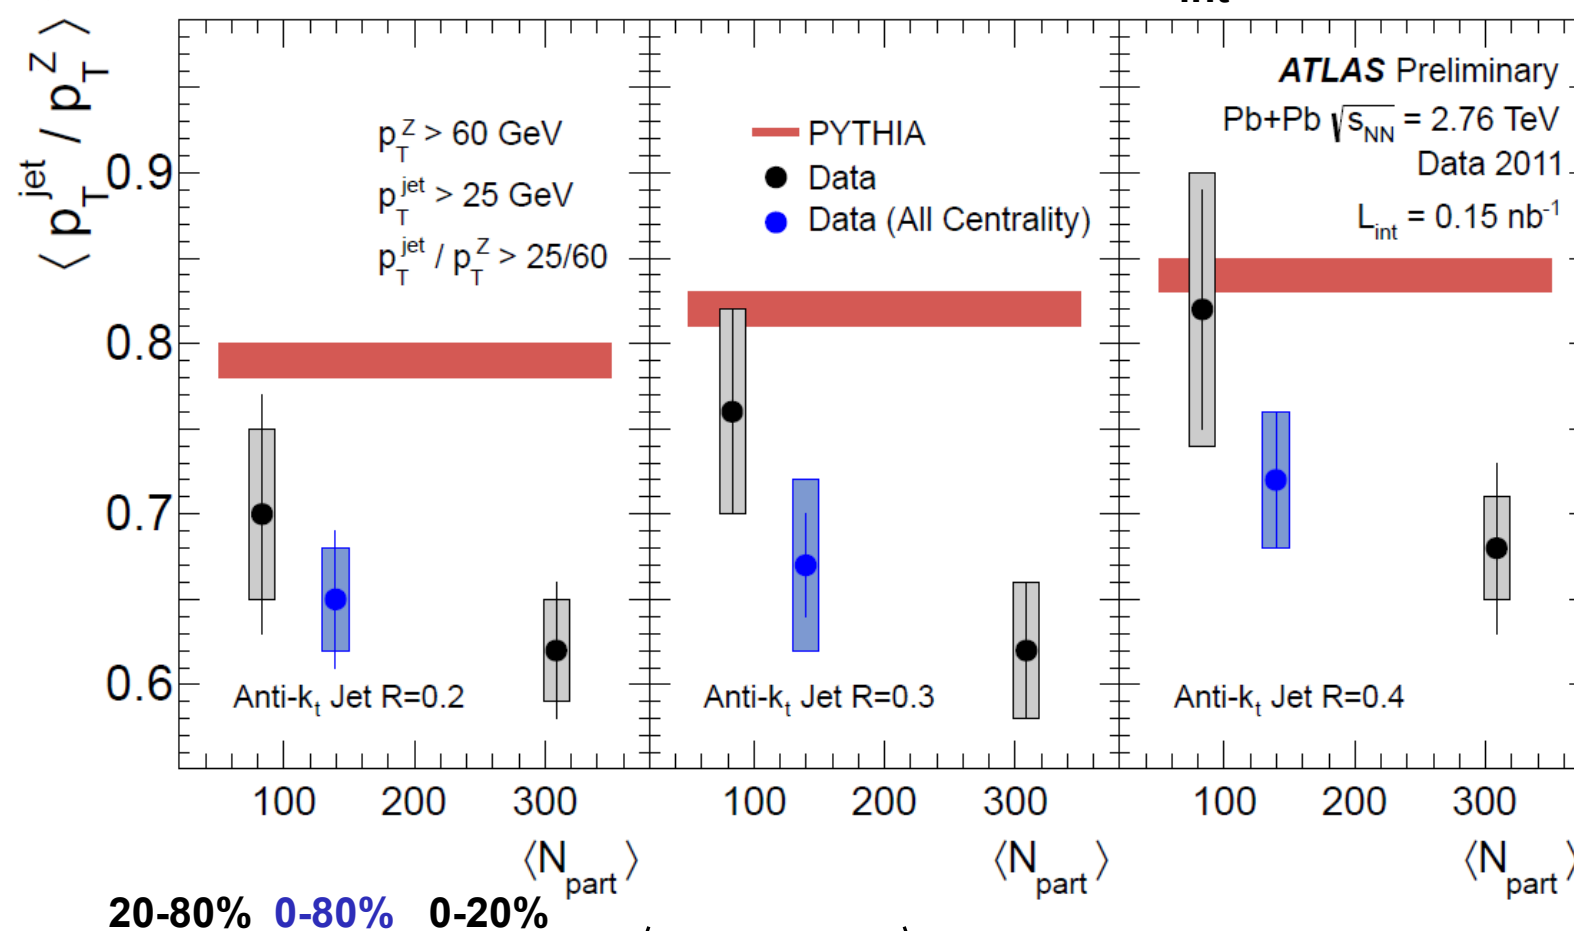 ⟨ p_T^jet / p_T^Z ⟩
0.9
0.8
0.7
0.6
p_T^Z > 60 GeV
p_T^jet > 25 GeV
p_T^jet / p_T^Z > 25/60
Anti-k_t Jet R=0.2
100 200 300
⟨N_part⟩
PYTHIA
Data
Data (All Centrality)
Anti-k_t Jet R=0.3
100 200 300
⟨N_part⟩
ATLAS Preliminary
Pb+Pb √s_NN = 2.76 TeV
Data 2011
L_int = 0.15 nb^-1
Anti-k_t Jet R=0.4
100 200 300
⟨N_part⟩
20-80% 0-80% 0-20%